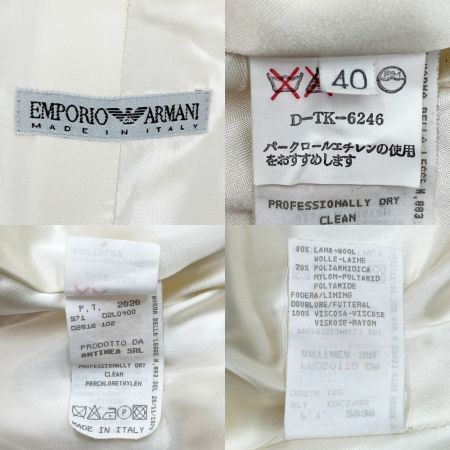 EMPORIO ARMANI
MADE IN ITALY
40
D-TK-6246
パークロールエチレンの使用
をおすすめします
PROFESSIONALLY DRY
CLEAN
F.T. 2020
971 D2L0400
D2616 102
PRODOTTO DA
ANTINEA SRL
PROFESSIONALLY DRY
CLEAN
PERCHLORETHYLEN
MADE IN ITALY
80% LANA-WOOL
WOLLE-LAINE
20% POLIAMMIDICA
NYLON-POLYAMID
POLYAMIDE
FODERA/LINING
DOUBLURE/FUTTERAL
100% VISCOSA-VISCOSE
VISKOSE-RAYON